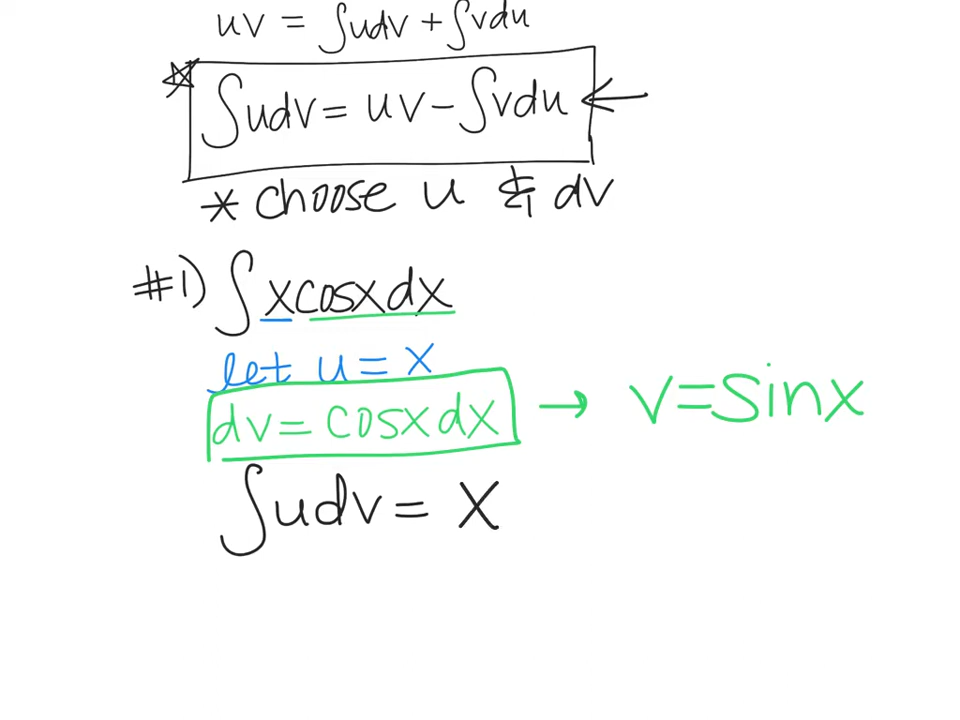 uv = ∫udv + ∫vdu
☆ ∫udv = uv - ∫vdu ←
* choose u & dv
#1) ∫xcosxdx
let u = x
dv = cosxdx → v=sinx
∫udv = x